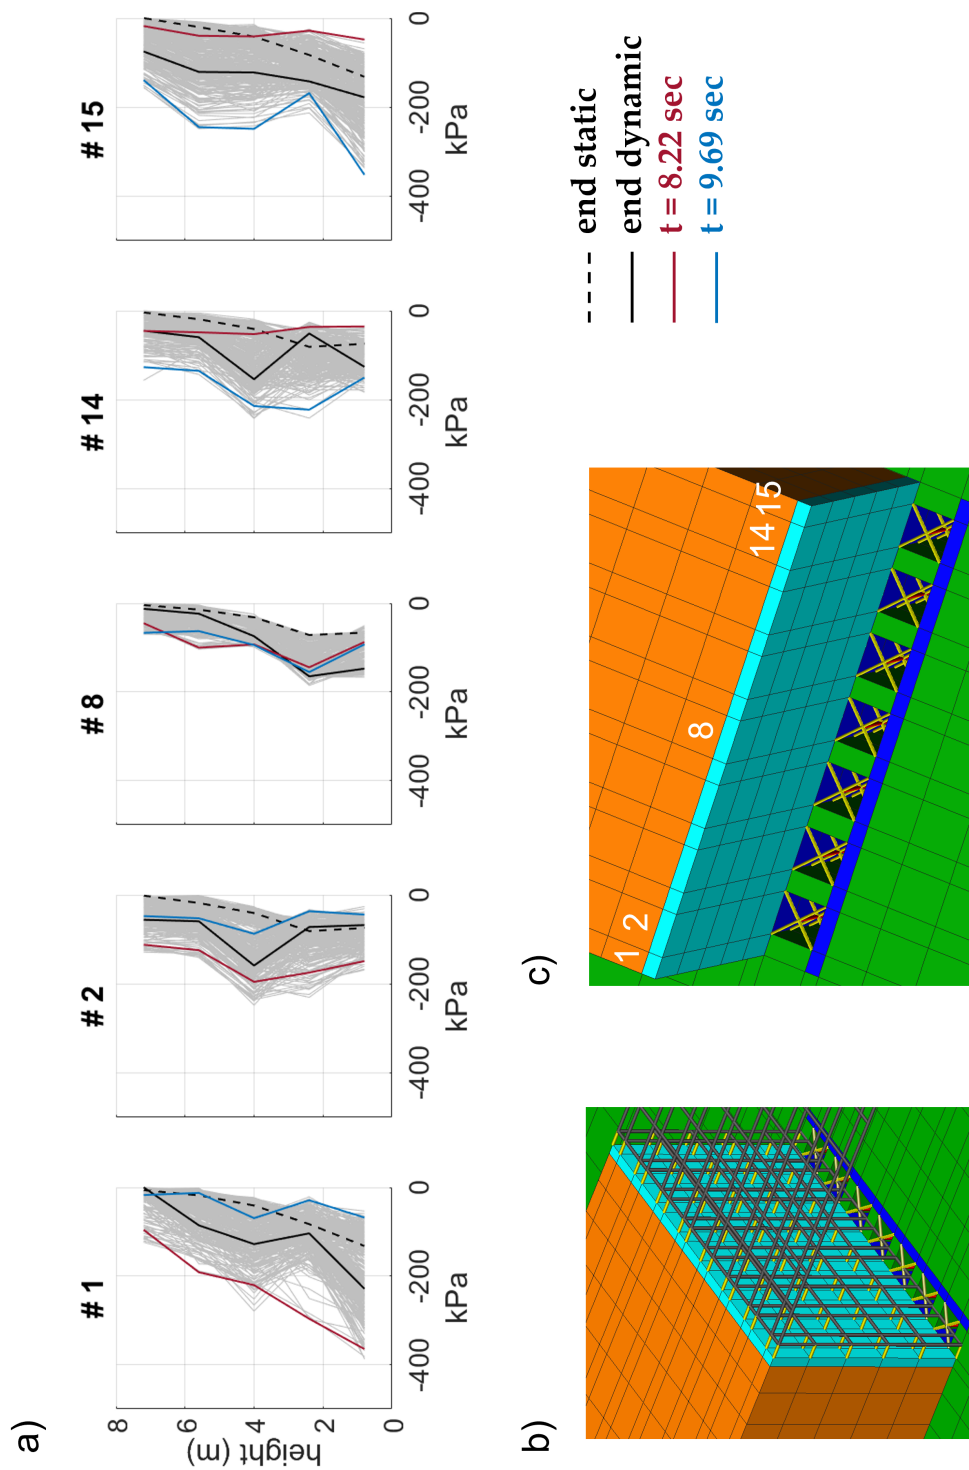 a)
# 1
# 2
# 8
# 14
# 15
height (m)
8
6
4
2
0
-400 -200 0
kPa
-400 -200 0
kPa
-400 -200 0
kPa
-400 -200 0
kPa
-400 -200 0
kPa
b)
c)
1 2 8 14 15
end static
end dynamic
t = 8.22 sec
t = 9.69 sec